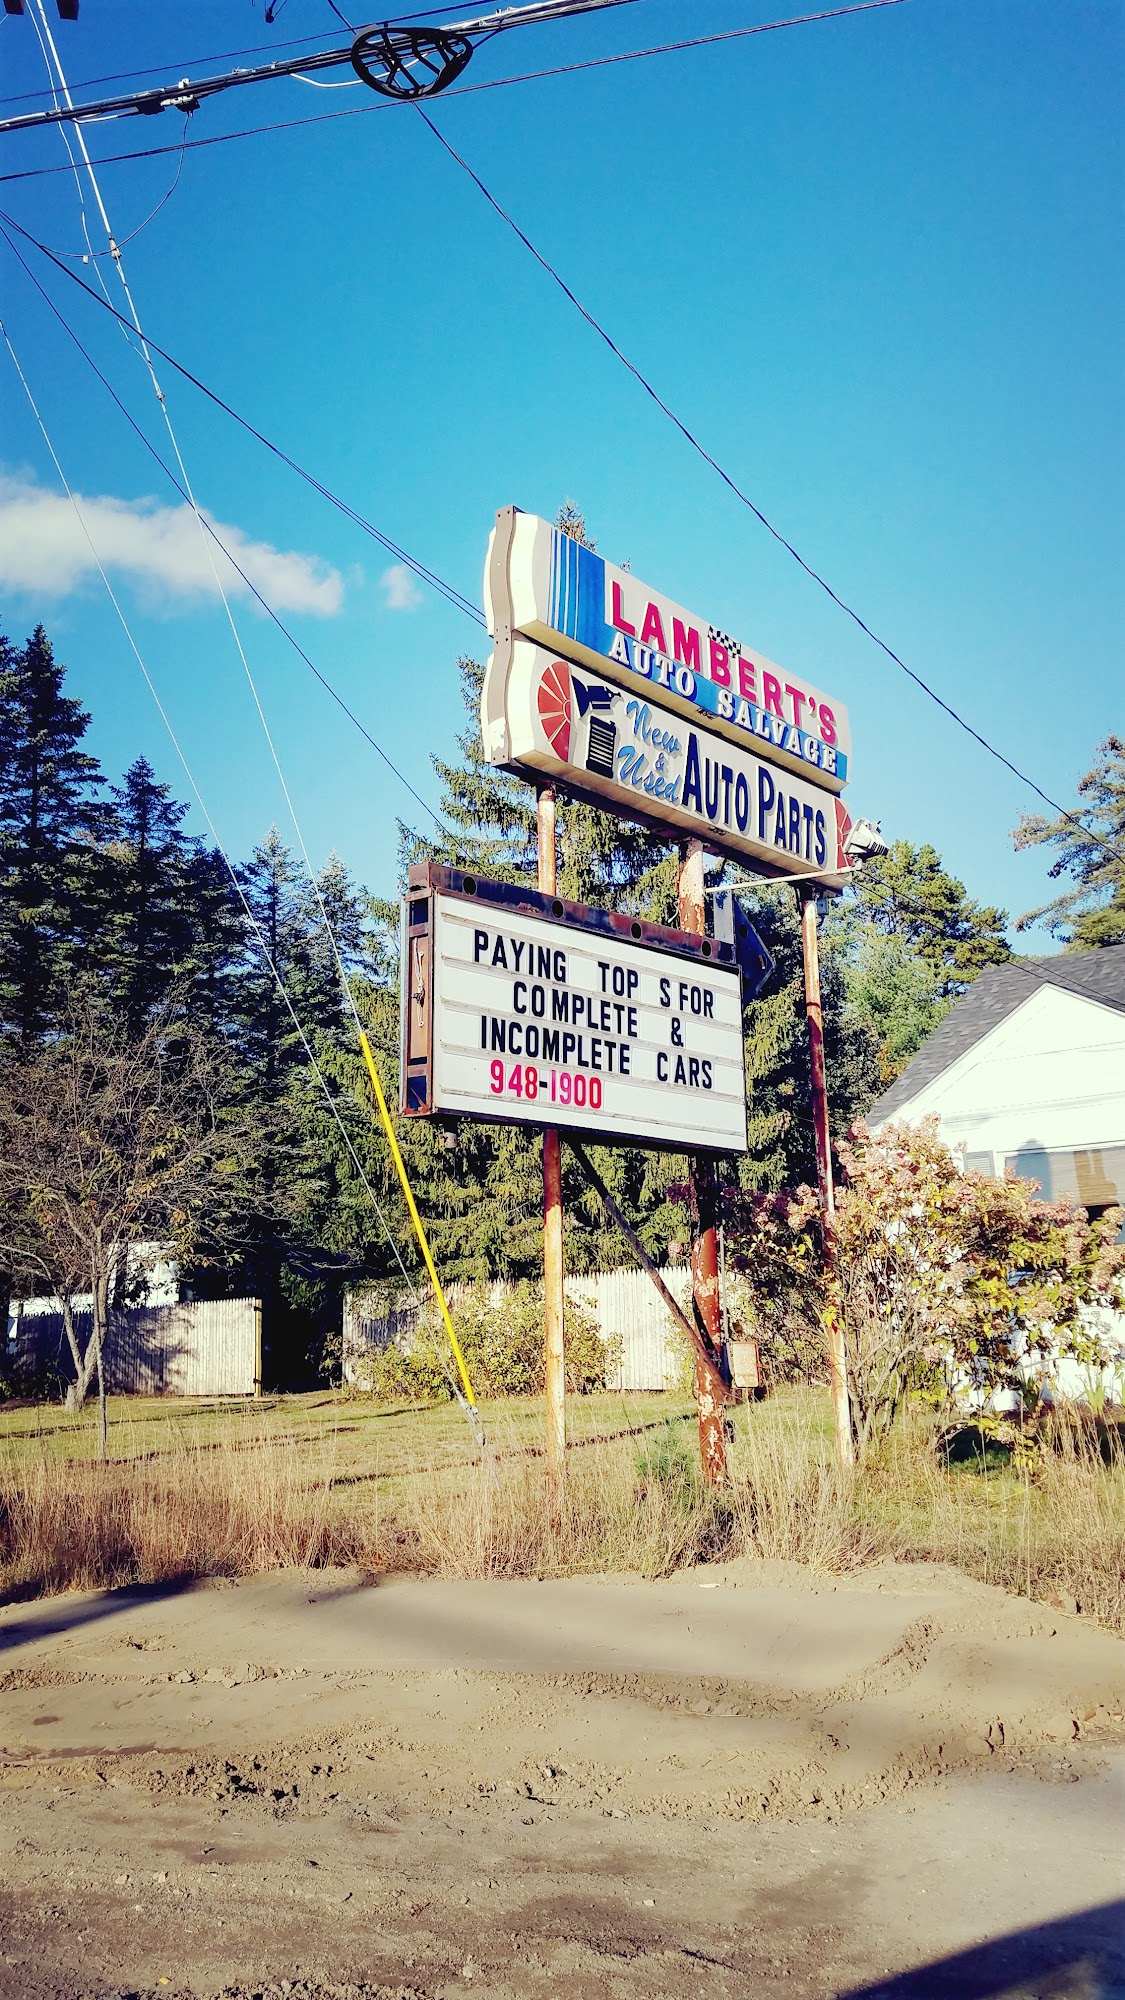 LAMBERT'S
AUTO SALVAGE
New
&
Used
AUTO PARTS
PAYING TOP S FOR
COMPLETE &
INCOMPLETE CARS
948-1900